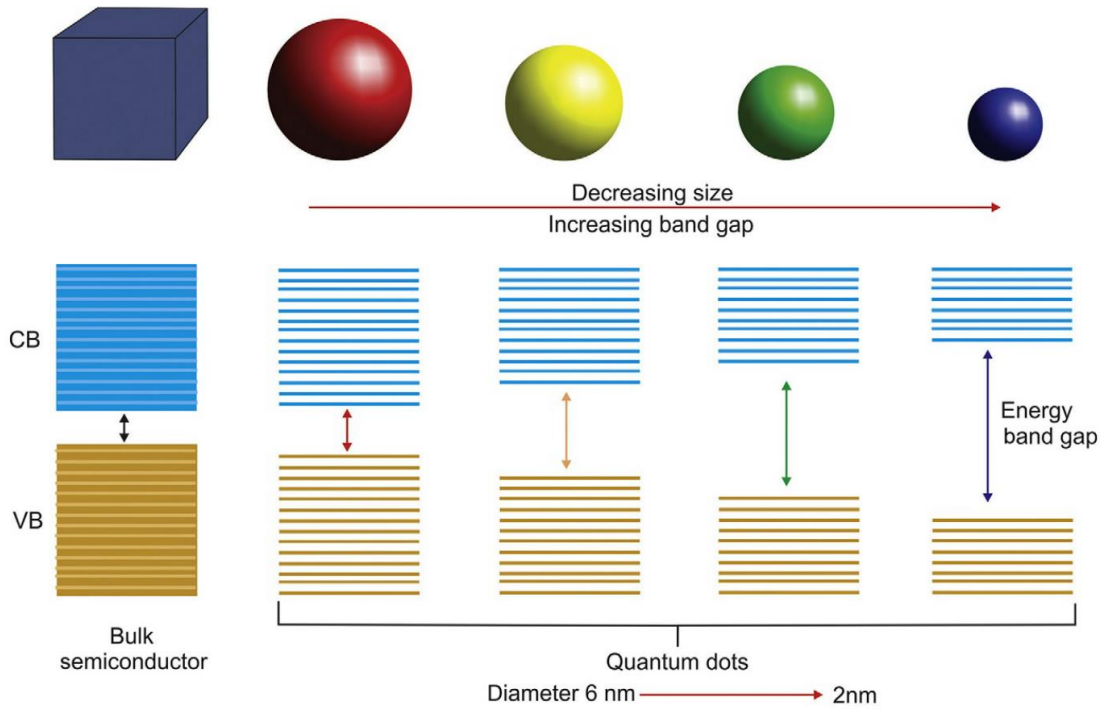 Decreasing size
Increasing band gap
CB
Energy
band gap
VB
Bulk
semiconductor
Quantum dots
Diameter 6 nm 2nm